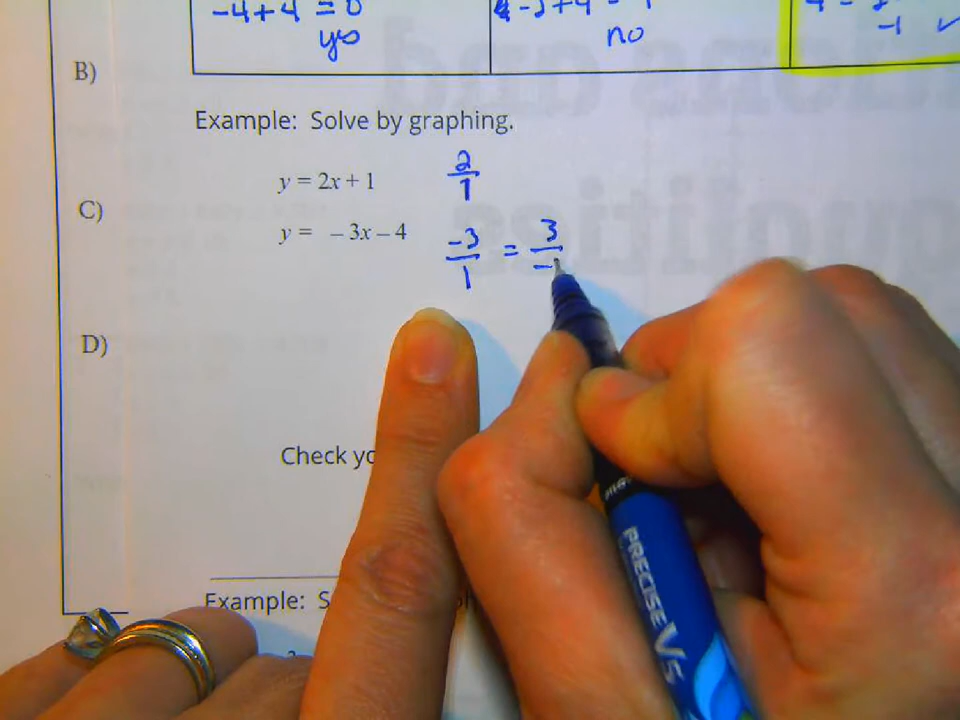 -4+4 = 0
yes
no
-1 ✓
B)
Example: Solve by graphing.
y = 2x + 1
2/1
C)
y = – 3x – 4
-3/1 = 3/-
D)
Check yo
Example: S
PRECISE V5